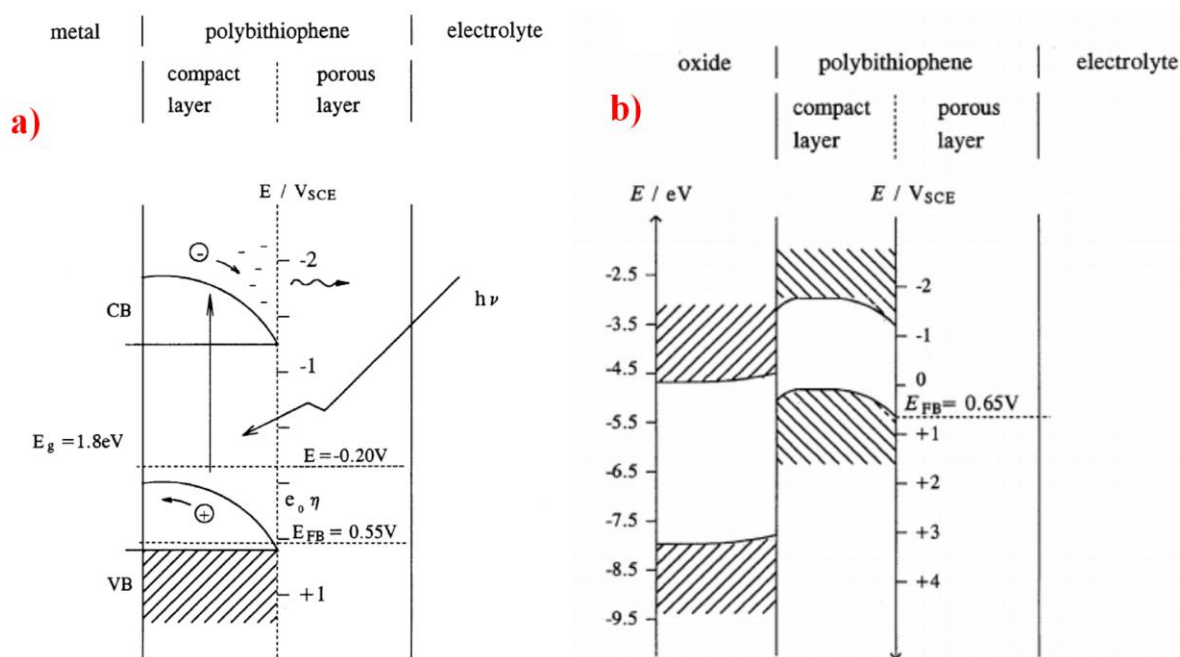 a)
metal
polybithiophene
electrolyte
compact
layer
porous
layer
E / VSCE
-
-2
hν
CB
-1
Eg = 1.8eV
E=-0.20V
+
e₀ η
EFB = 0.55V
VB
+1
b)
oxide
polybithiophene
electrolyte
compact
layer
porous
layer
E / eV
E / VSCE
-2.5
-3.5
-4.5
-5.5
-6.5
-7.5
-8.5
-9.5
-2
-1
0
EFB = 0.65V
+1
+2
+3
+4